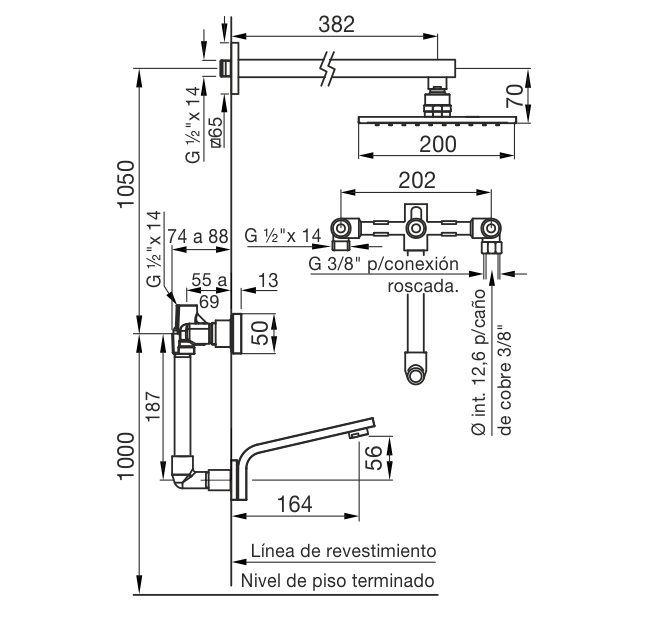 382
G ½"x 14
⌀65
70
200
1050
202
G ½"x 14
74 a 88
G ½"x 14
G 3/8" p/conexión
roscada.
55 a
69
13
50
Ø int. 12,6 p/caño
de cobre 3/8"
187
1000
56
164
Línea de revestimiento
Nivel de piso terminado